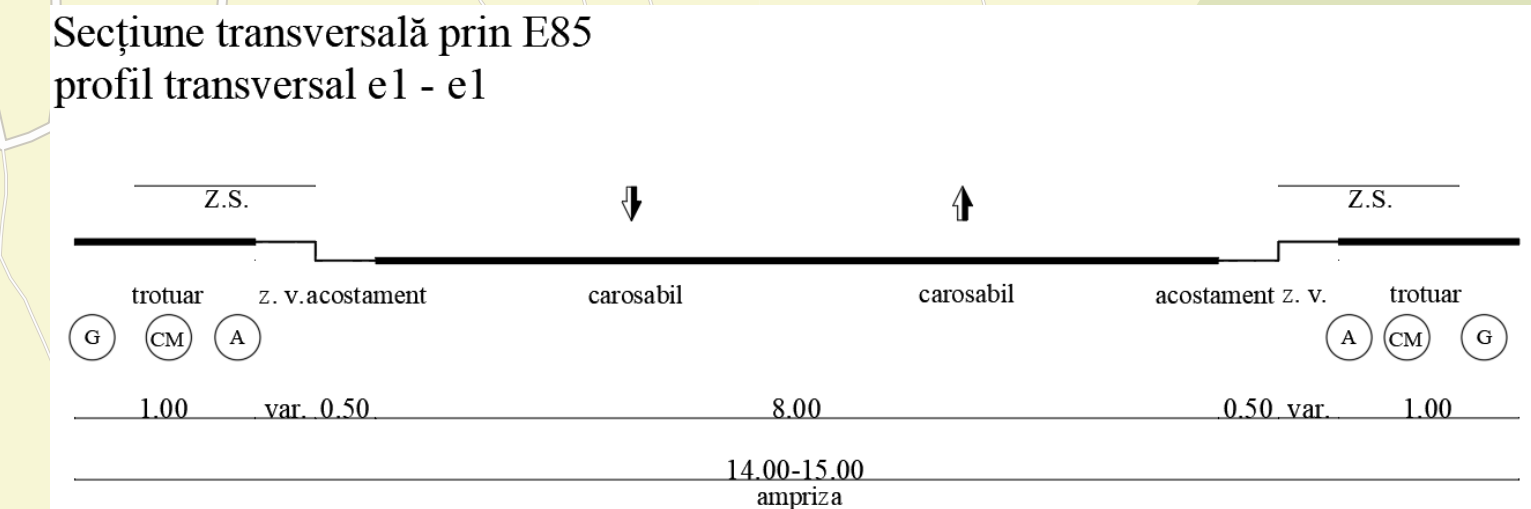 Secțiune transversală prin E85
profil transversal e1 - e1
Z.S. Z.S.
trotuar z. v. acostament carosabil carosabil acostament z. v. trotuar
G CM A A CM G
1.00 var. 0.50 8.00 0.50 var. 1.00
14.00-15.00
ampriza